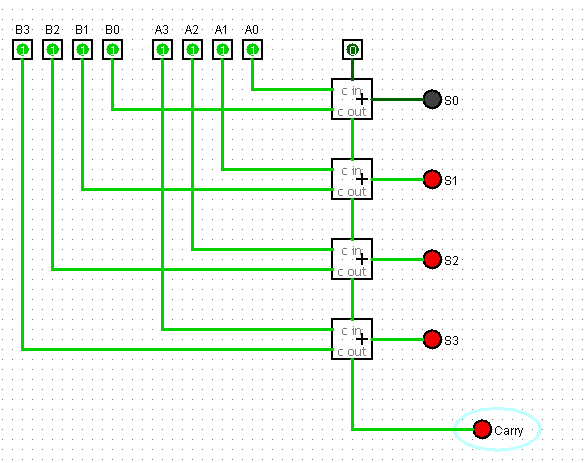 B3 B2 B1 B0 A3 A2 A1 A0
1 1 1 1 1 1 1 1 0
c in
+
c out
S0
c in
+
c out
S1
c in
+
c out
S2
c in
+
c out
S3
Carry